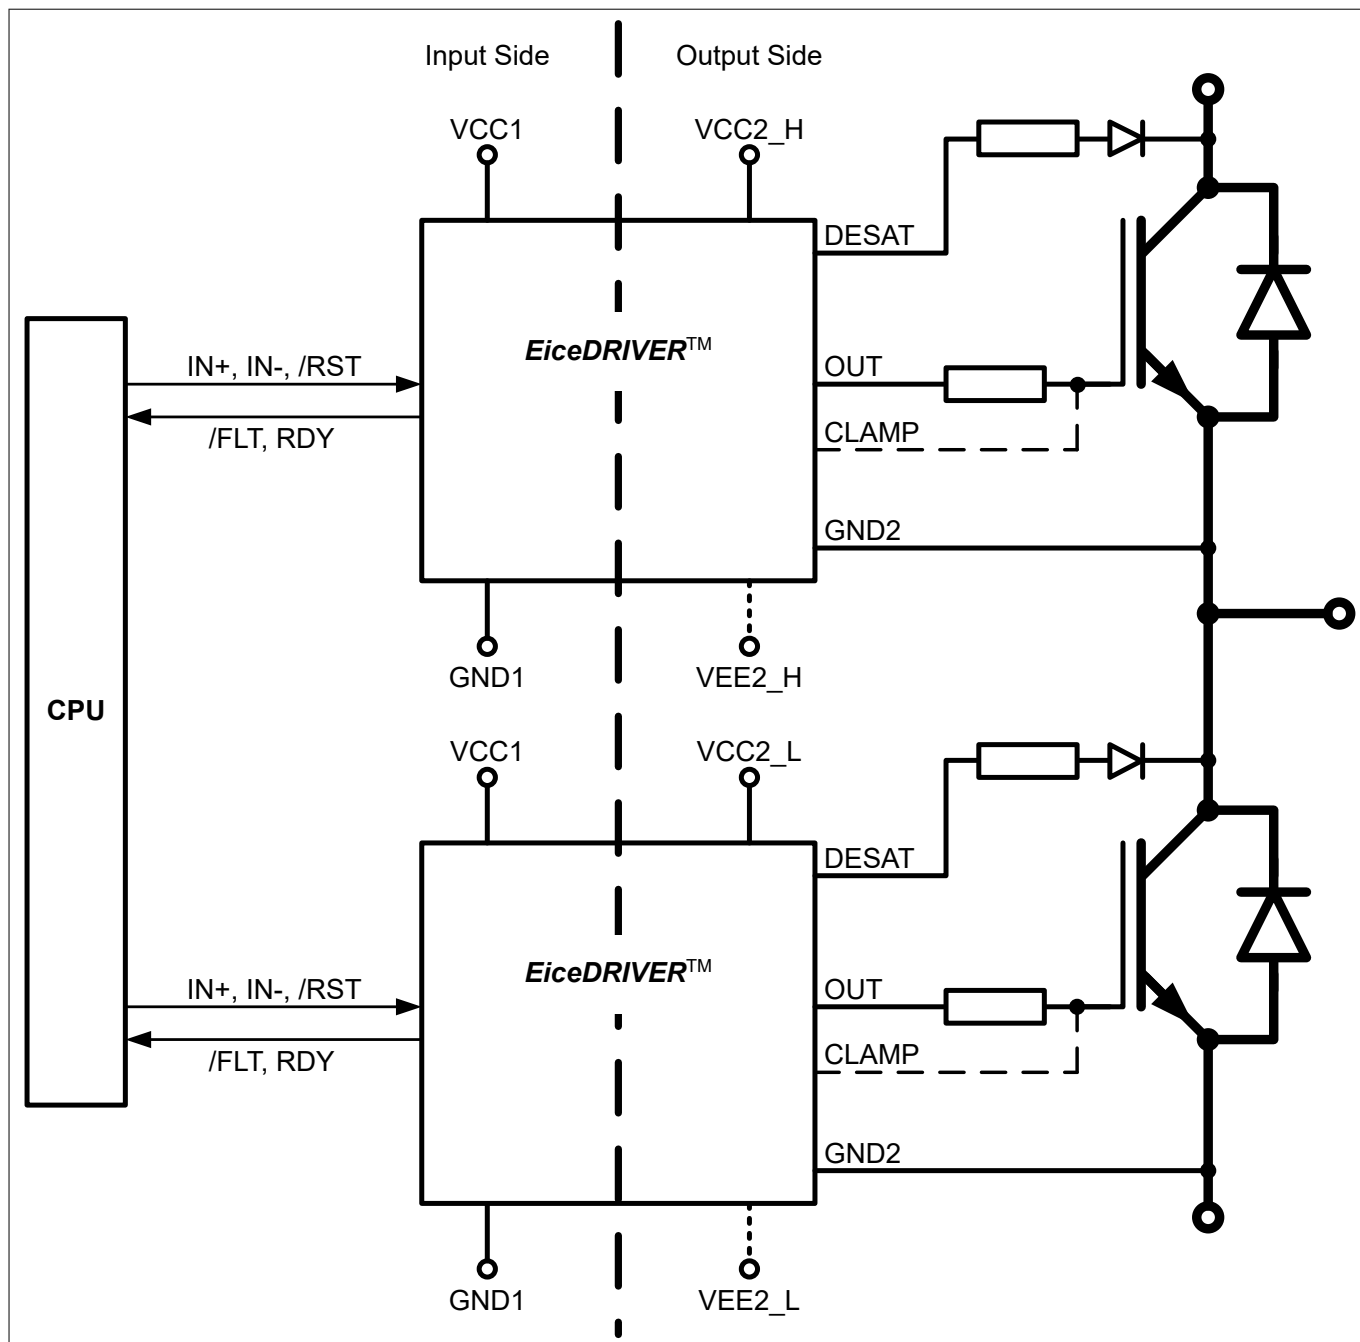 Input Side
Output Side
VCC1
VCC2_H
DESAT
EiceDRIVER™
IN+, IN-, /RST
OUT
/FLT, RDY
CLAMP
GND2
GND1
VEE2_H
CPU
VCC1
VCC2_L
DESAT
EiceDRIVER™
IN+, IN-, /RST
OUT
/FLT, RDY
CLAMP
GND2
GND1
VEE2_L